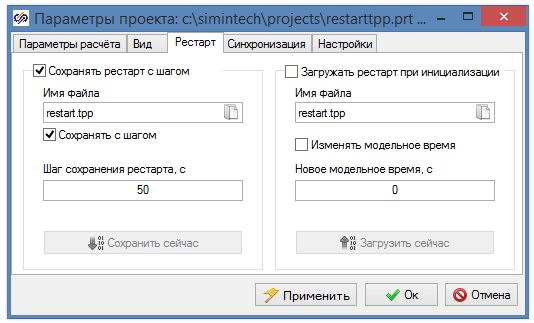 Параметры проекта: c:\simintech\projects\restarttpp.prt ...
Параметры расчёта Вид Рестарт Синхронизация Настройки
Сохранять рестарт с шагом
Имя файла
restart.tpp
Сохранять с шагом
Шаг сохранения рестарта, с
50
Сохранить сейчас
Загружать рестарт при инициализации
Имя файла
restart.tpp
Изменять модельное время
Новое модельное время, с
0
Загрузить сейчас
Применить Ок Отмена